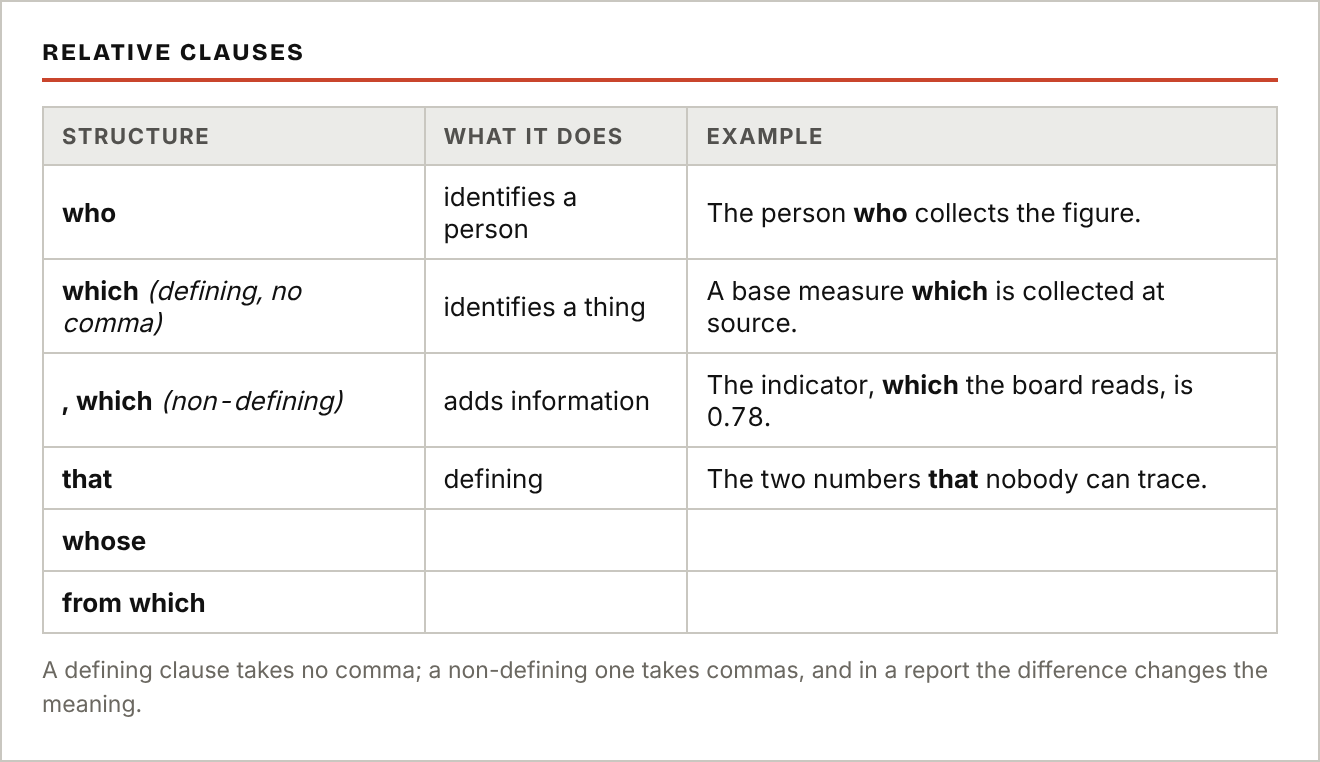 RELATIVE CLAUSES
STRUCTURE WHAT IT DOES EXAMPLE
who identifies a person The person who collects the figure.
which (defining, no comma) identifies a thing A base measure which is collected at source.
, which (non-defining) adds information The indicator, which the board reads, is 0.78.
that defining The two numbers that nobody can trace.
whose
from which
A defining clause takes no comma; a non-defining one takes commas, and in a report the difference changes the
meaning.